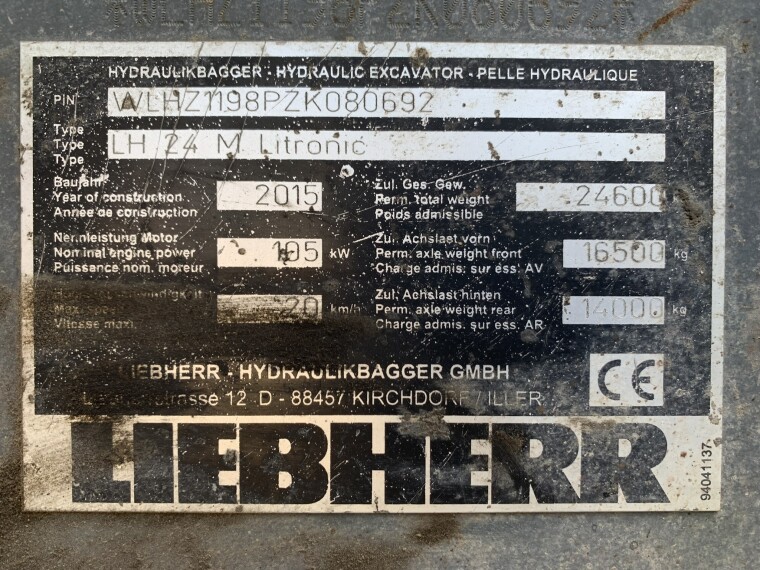 HYDRAULIKBAGGER - HYDRAULIC EXCAVATOR - PELLE HYDRAULIQUE
PIN WLHZ1198PZK080692
Type
Type LH 24 M Litronic
Type
Baujahr
Year of construction 2015
Année de construction
Zul. Ges. Gew.
Perm. total weight 24600
Poids admissible
Nennleistung Motor
Nominal engine power 105 kW
Puissance nom. moteur
Zul. Achslast vorn
Perm. axle weight front 16500 kg
Charge admis. sur ess. AV
Max. 20 km/h
Vitesse maxi.
Zul. Achslast hinten
Perm. axle weight rear 14000 kg
Charge admis. sur ess. AR
LIEBHERR - HYDRAULIKBAGGER GMBH
12 D - 88457 KIRCHDORF / ILLER
CE
LIEBHERR
94041137